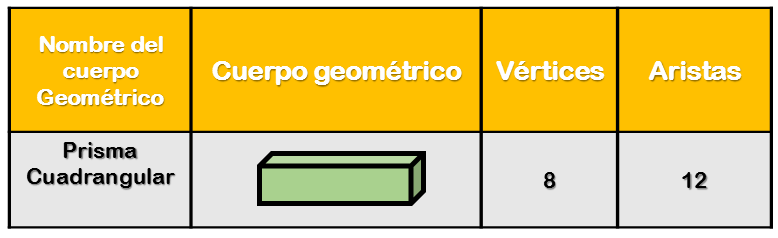 Nombre del
cuerpo
Geométrico
Cuerpo geométrico
Vértices
Aristas
Prisma
Cuadrangular
8
12